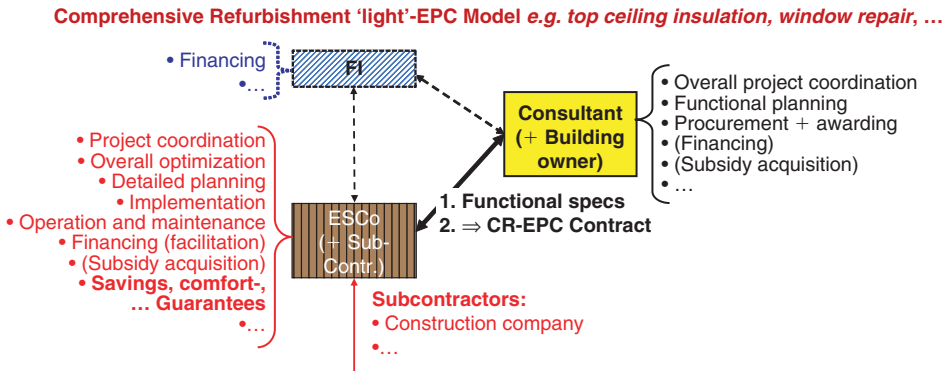 Comprehensive Refurbishment ‘light’-EPC Model e.g. top ceiling insulation, window repair, …
• Financing
•…
FI
Consultant
(+ Building
owner)
• Overall project coordination
• Functional planning
• Procurement + awarding
• (Financing)
• (Subsidy acquisition)
• …
• Project coordination
• Overall optimization
• Detailed planning
• Implementation
• Operation and maintenance
• Financing (facilitation)
• (Subsidy acquisition)
• Savings, comfort-,
… Guarantees
•…
ESCo
(+ Sub-
Contr.)
1. Functional specs
2. ⇒ CR-EPC Contract
Subcontractors:
• Construction company
•…